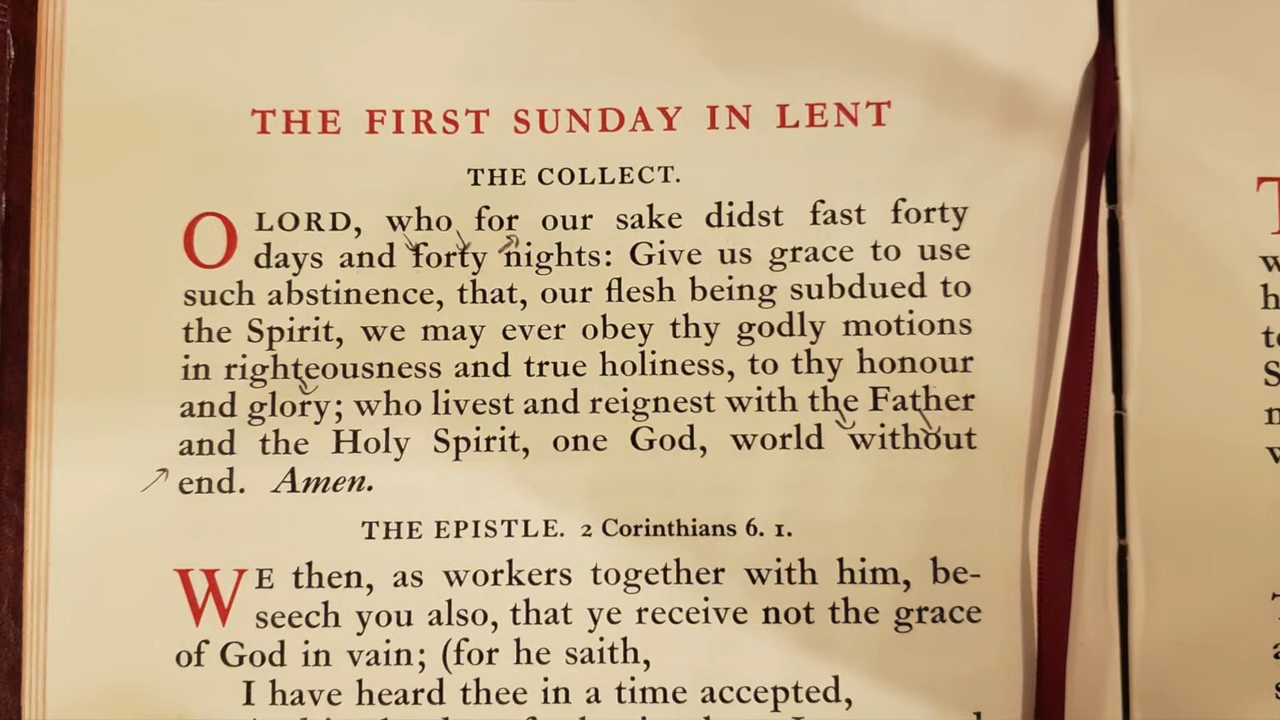 THE FIRST SUNDAY IN LENT
THE COLLECT.
O LORD, who, for our sake didst fast forty
days and forty nights: Give us grace to use
such abstinence, that, our flesh being subdued to
the Spirit, we may ever obey thy godly motions
in righteousness and true holiness, to thy honour
and glory; who livest and reignest with the Father
and the Holy Spirit, one God, world without
end. Amen.
THE EPISTLE. 2 Corinthians 6. 1.
WE then, as workers together with him, be-
seech you also, that ye receive not the grace
of God in vain; (for he saith,
I have heard thee in a time accepted,